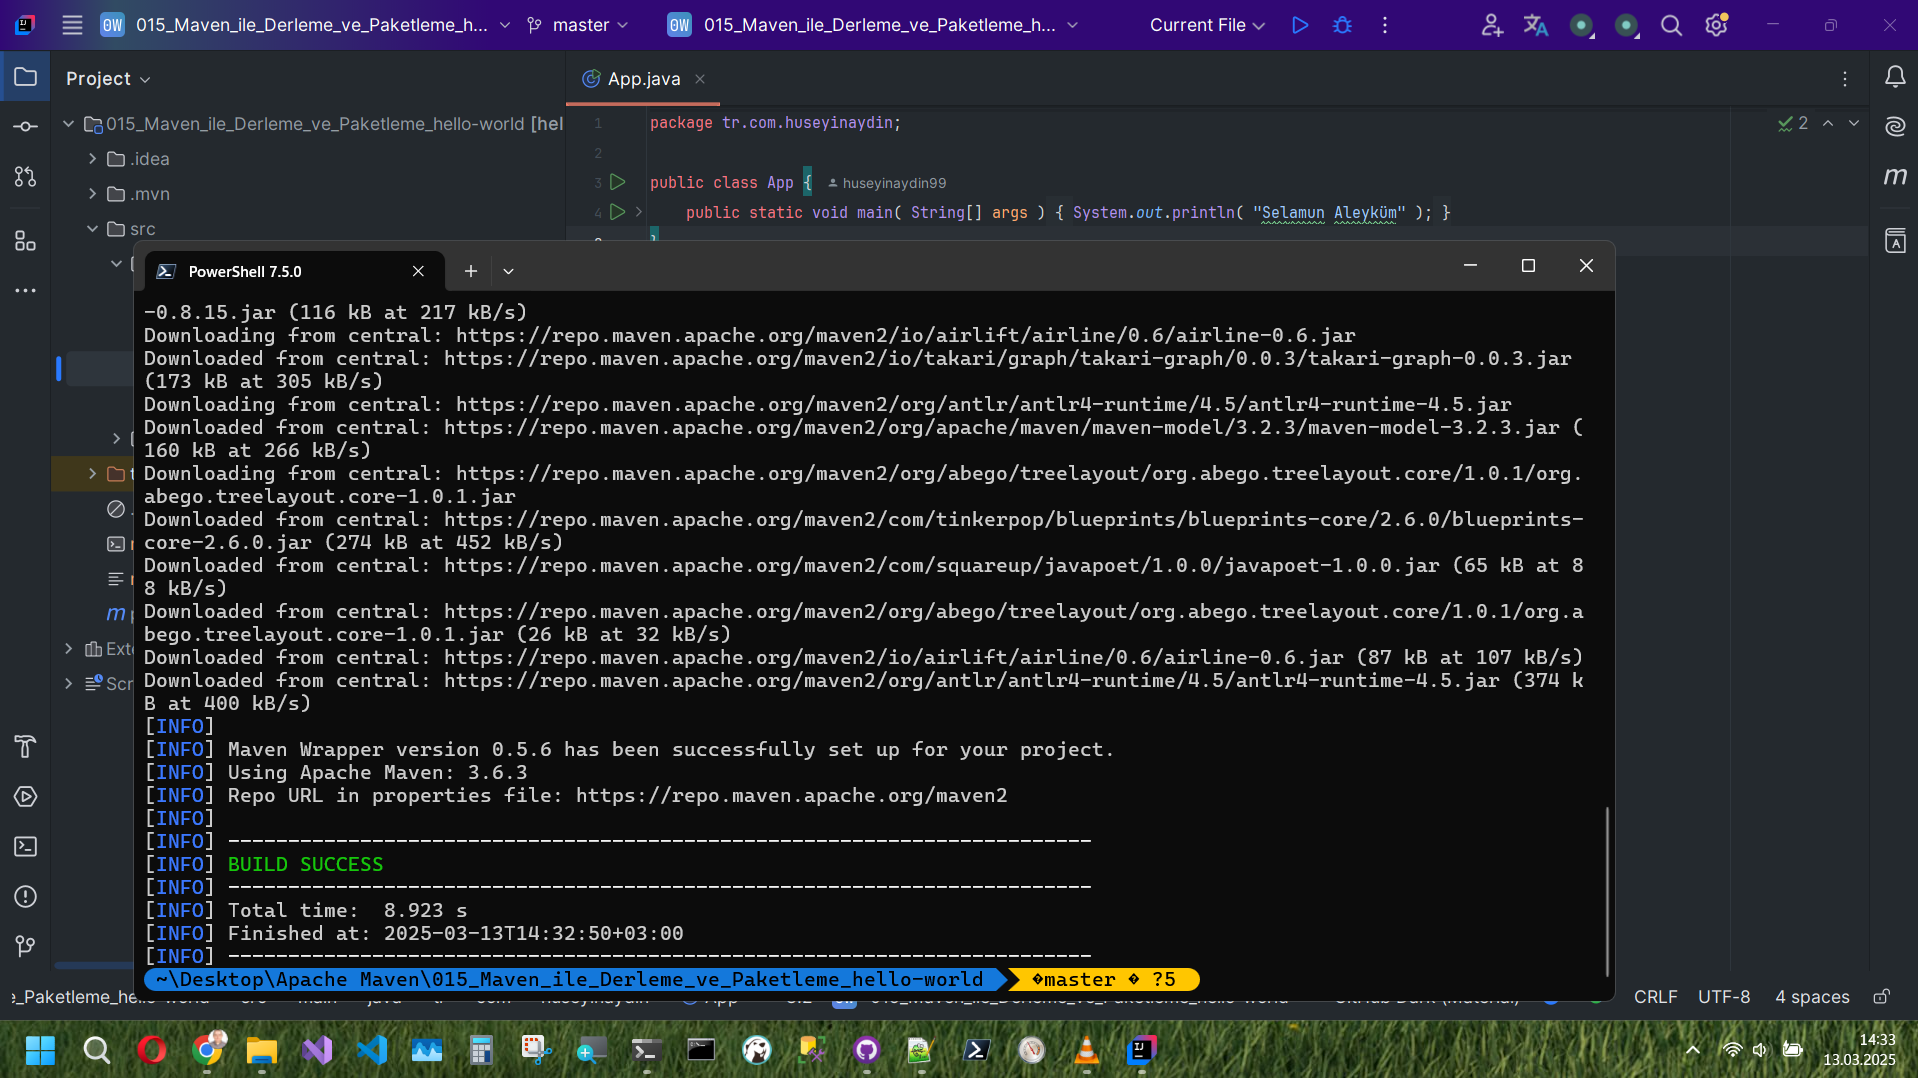 015_Maven_ile_Derleme_ve_Paketleme_h...
master
015_Maven_ile_Derleme_ve_Paketleme_h...
Current File
Project
App.java
015_Maven_ile_Derleme_ve_Paketleme_hello-world [hel
.idea
.mvn
src
1 package tr.com.huseyinaydin;
2
3 public class App { huseyinaydin99
4 public static void main( String[] args ) { System.out.println( "Selamun Aleyküm" ); }
2
PowerShell 7.5.0
-0.8.15.jar (116 kB at 217 kB/s)
Downloading from central: https://repo.maven.apache.org/maven2/io/airlift/airline/0.6/airline-0.6.jar
Downloaded from central: https://repo.maven.apache.org/maven2/io/takari/graph/takari-graph/0.0.3/takari-graph-0.0.3.jar
(173 kB at 305 kB/s)
Downloading from central: https://repo.maven.apache.org/maven2/org/antlr/antlr4-runtime/4.5/antlr4-runtime-4.5.jar
Downloaded from central: https://repo.maven.apache.org/maven2/org/apache/maven/maven-model/3.2.3/maven-model-3.2.3.jar (
160 kB at 266 kB/s)
Downloading from central: https://repo.maven.apache.org/maven2/org/abego/treelayout/org.abego.treelayout.core/1.0.1/org.
abego.treelayout.core-1.0.1.jar
Downloaded from central: https://repo.maven.apache.org/maven2/com/tinkerpop/blueprints/blueprints-core/2.6.0/blueprints-
core-2.6.0.jar (274 kB at 452 kB/s)
Downloaded from central: https://repo.maven.apache.org/maven2/com/squareup/javapoet/1.0.0/javapoet-1.0.0.jar (65 kB at 8
8 kB/s)
Downloaded from central: https://repo.maven.apache.org/maven2/org/abego/treelayout/org.abego.treelayout.core/1.0.1/org.a
bego.treelayout.core-1.0.1.jar (26 kB at 32 kB/s)
Downloaded from central: https://repo.maven.apache.org/maven2/io/airlift/airline/0.6/airline-0.6.jar (87 kB at 107 kB/s)
Downloaded from central: https://repo.maven.apache.org/maven2/org/antlr/antlr4-runtime/4.5/antlr4-runtime-4.5.jar (374 k
B at 400 kB/s)
[INFO]
[INFO] Maven Wrapper version 0.5.6 has been successfully set up for your project.
[INFO] Using Apache Maven: 3.6.3
[INFO] Repo URL in properties file: https://repo.maven.apache.org/maven2
[INFO]
[INFO] ------------------------------------------------------------------------
[INFO] BUILD SUCCESS
[INFO] ------------------------------------------------------------------------
[INFO] Total time:  8.923 s
[INFO] Finished at: 2025-03-13T14:32:50+03:00
[INFO] ------------------------------------------------------------------------
~\Desktop\Apache Maven\015_Maven_ile_Derleme_ve_Paketleme_hello-world �master � ?5
Exte
Scr
CRLF UTF-8 4 spaces
14:33
13.03.2025